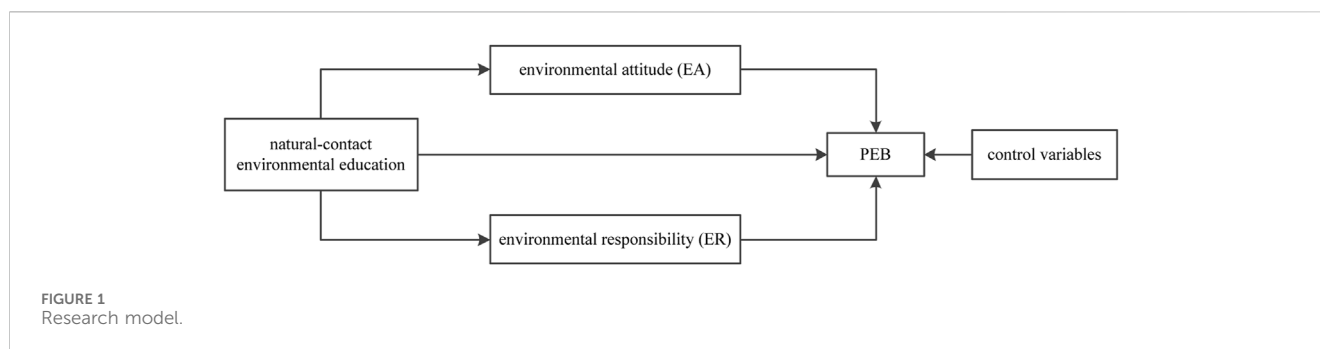 environmental attitude (EA)
natural-contact
environmental education
PEB
control variables
environmental responsibility (ER)
FIGURE 1
Research model.